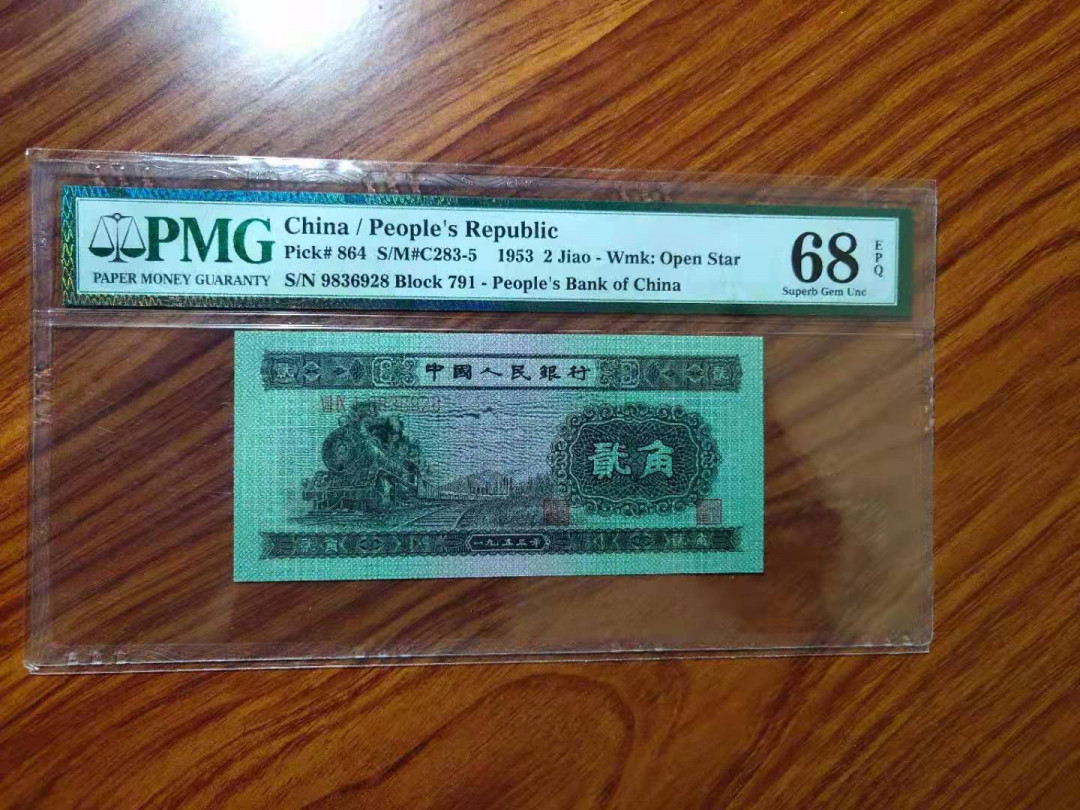 PMG
PAPER MONEY GUARANTY
China / People's Republic
Pick# 864 S/M#C283-5 1953 2 Jiao - Wmk: Open Star
S/N 9836928 Block 791 - People's Bank of China
68
EPQ
Superb Gem Unc
中國人民銀行
貳角
一九五三年
貳角